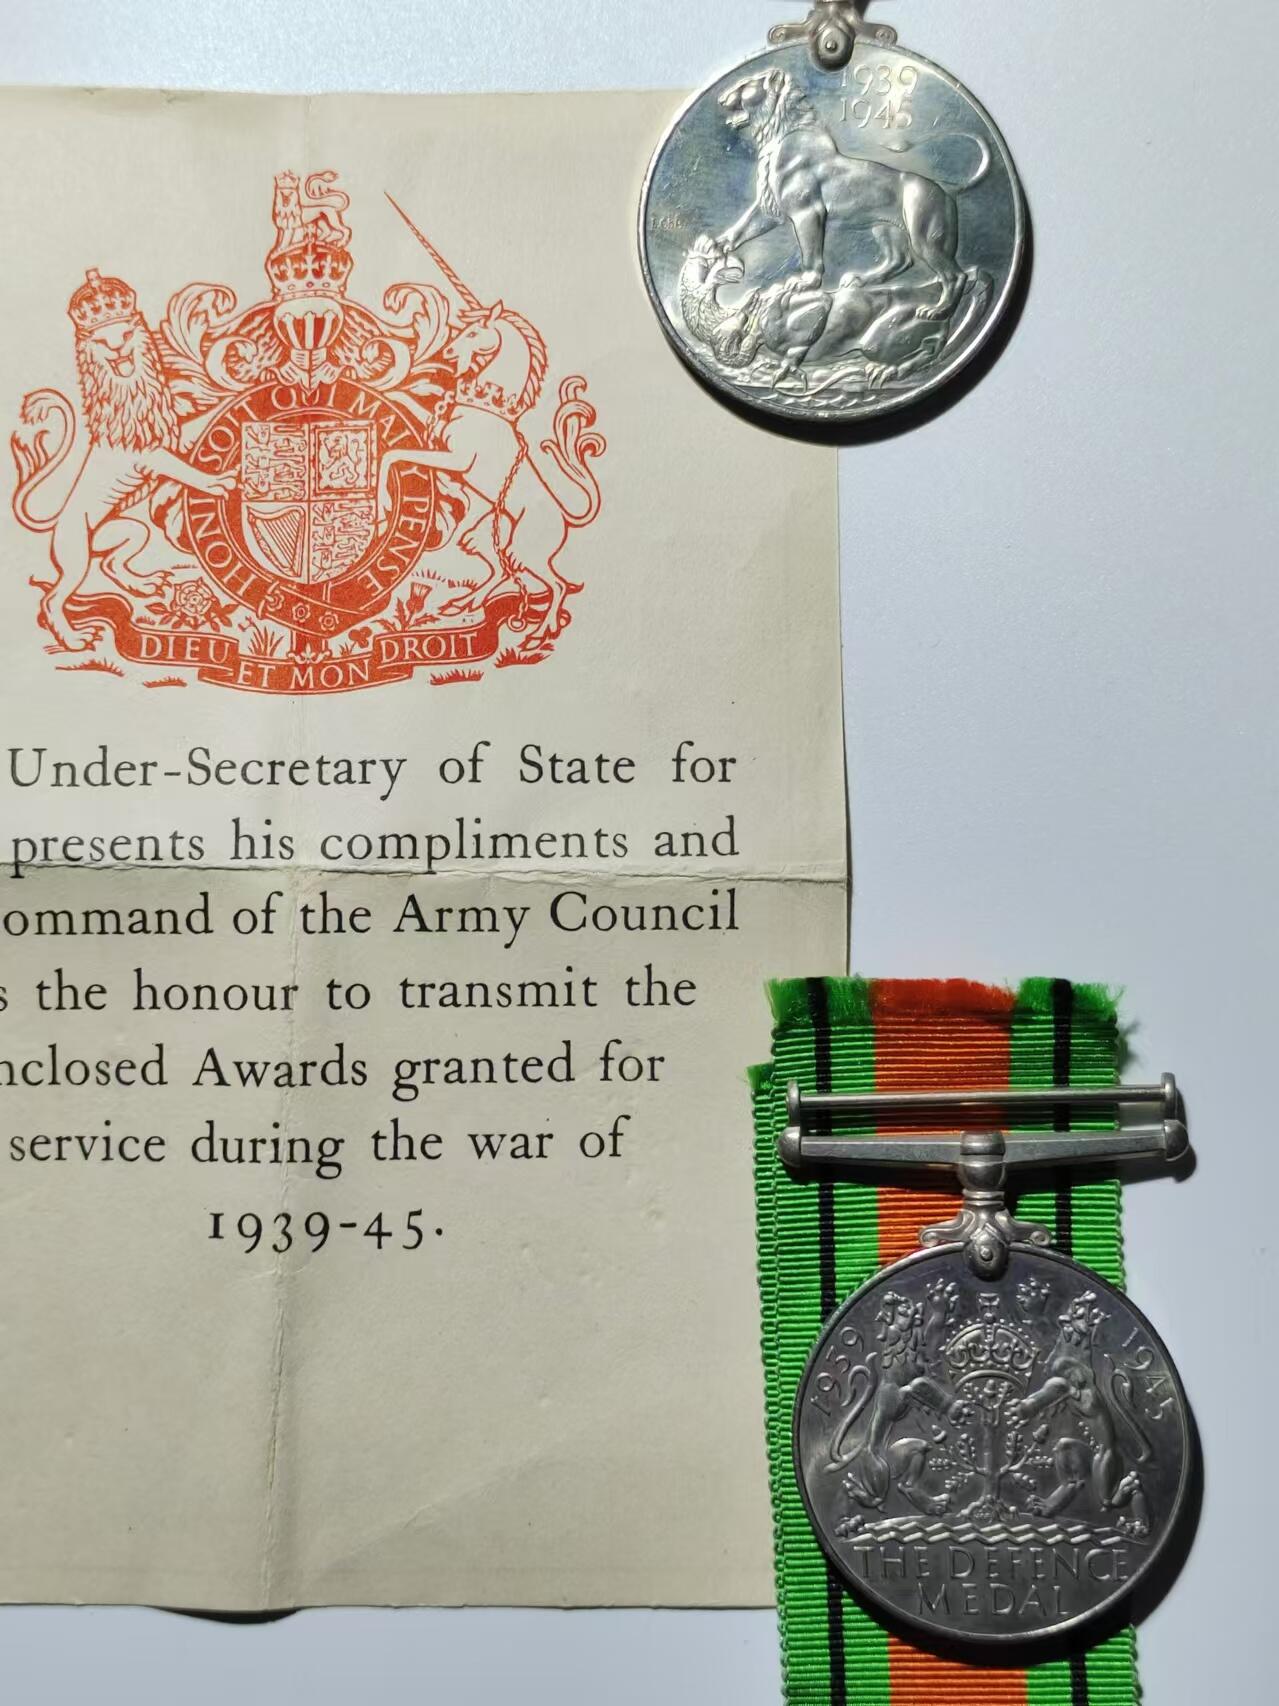 1939
1945
HONI SOIT QUI MAL Y PENSE
DIEU ET MON DROIT
Under-Secretary of State for
presents his compliments and
ommand of the Army Council
s the honour to transmit the
nclosed Awards granted for
service during the war of
1939-45.
1939 1945
THE DEFENCE
MEDAL